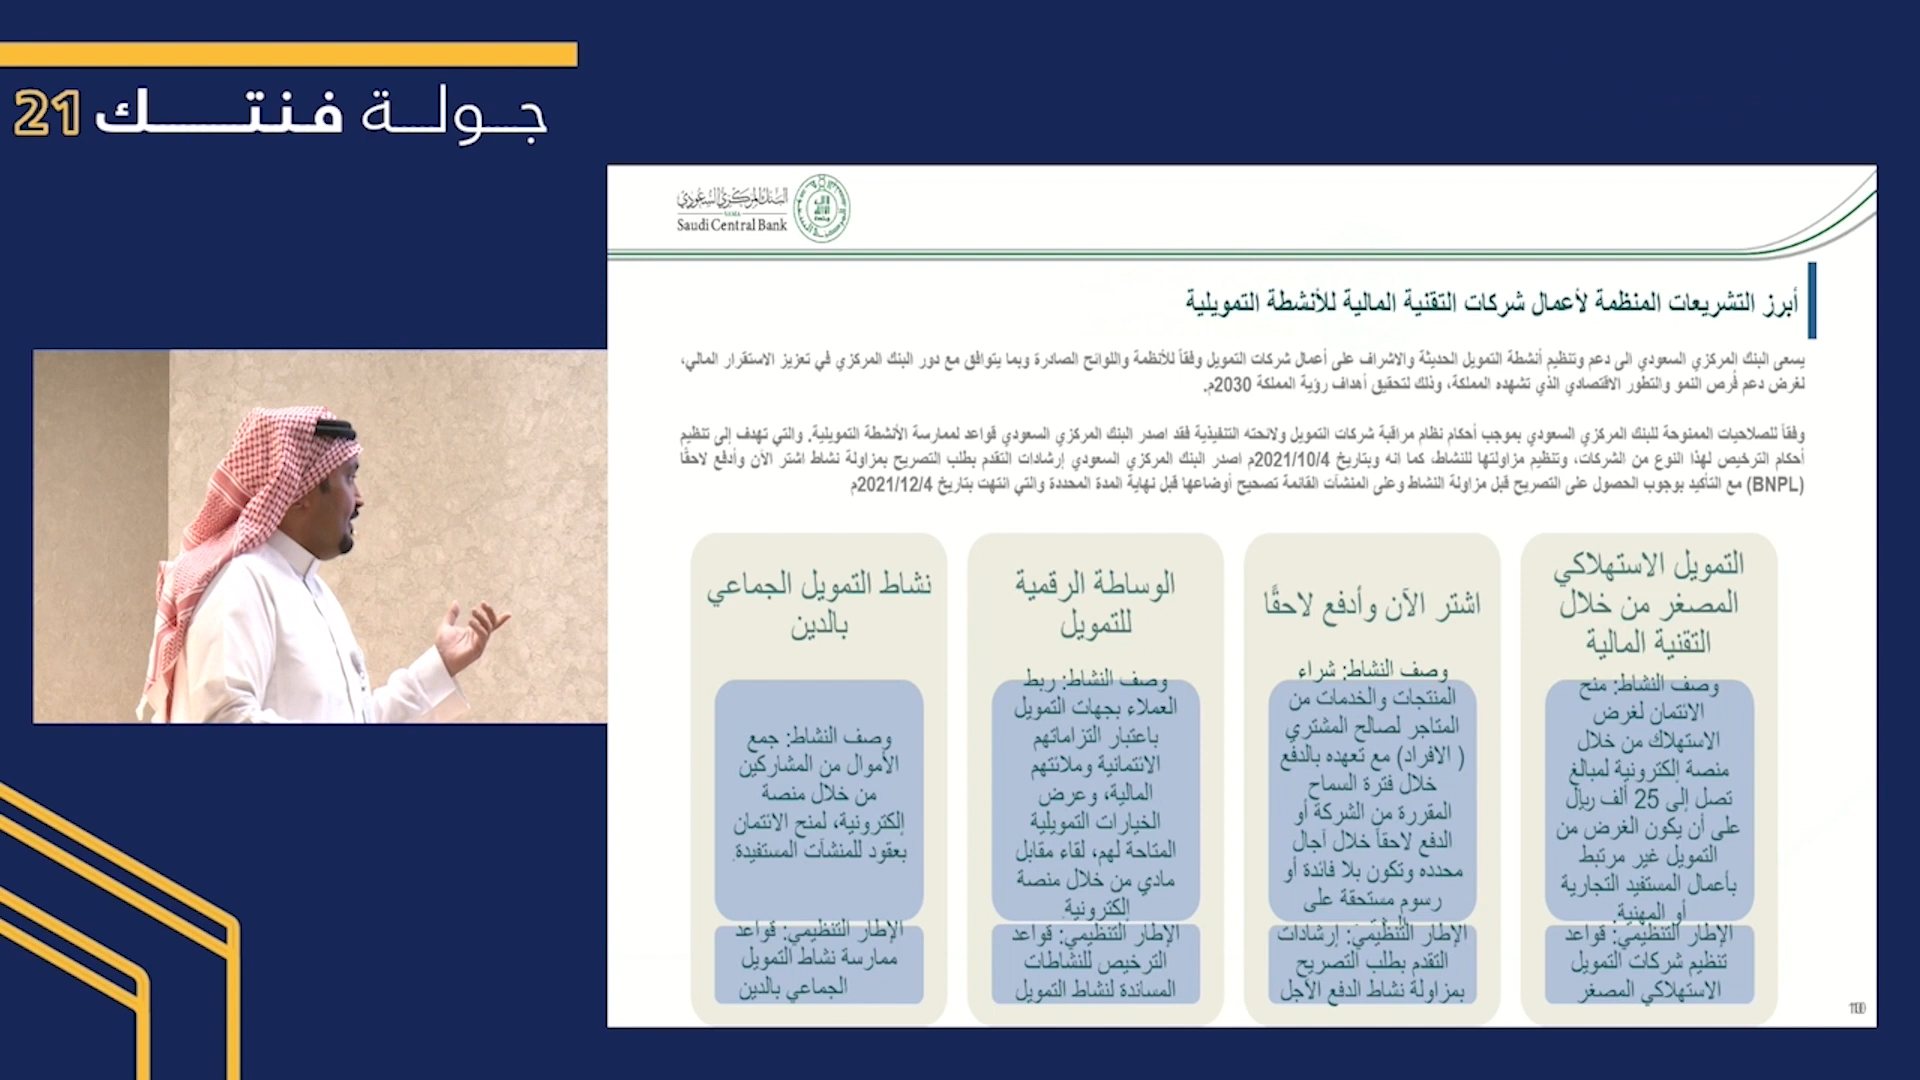 جولة فنتك 21
البنك المركزي السعودي
SAMA
Saudi Central Bank
أبرز التشريعات المنظمة لأعمال شركات التقنية المالية للأنشطة التمويلية
يسعى البنك المركزي السعودي الى دعم وتنظيم أنشطة التمويل الحديثة والاشراف على أعمال شركات التمويل وفقاً للأنظمة واللوائح الصادرة وبما يتوافق مع دور البنك المركزي في تعزيز الاستقرار المالي،
لغرض دعم فُرص النمو والتطور الاقتصادي الذي تشهده المملكة، وذلك لتحقيق أهداف رؤية المملكة 2030م.
وفقاً للصلاحيات الممنوحة للبنك المركزي السعودي بموجب أحكام نظام مراقبة شركات التمويل ولائحته التنفيذية فقد اصدر البنك المركزي السعودي قواعد لممارسة الأنشطة التمويلية. والتي تهدف إلى تنظيم
أحكام الترخيص لهذا النوع من الشركات، وتنظيم مزاولتها للنشاط، كما انه وبتاريخ 2021/10/4م اصدر البنك المركزي السعودي إرشادات التقدم بطلب التصريح بمزاولة نشاط اشتر الآن وأدفع لاحقًا
(BNPL) مع التأكيد بوجوب الحصول على التصريح قبل مزاولة النشاط وعلى المنشآت القائمة تصحيح أوضاعها قبل نهاية المدة المحددة والتي انتهت بتاريخ 2021/12/4م
التمويل الاستهلاكي
المصغر من خلال
التقنية المالية
وصف النشاط: منح
الائتمان لغرض
الاستهلاك من خلال
منصة إلكترونية لمبالغ
تصل إلى 25 ألف ريال
على أن يكون الغرض من
التمويل غير مرتبط
بأعمال المستفيد التجارية
أو المهنية.
الإطار التنظيمي: قواعد
تنظيم شركات التمويل
الاستهلاكي المصغر
اشتر الآن وأدفع لاحقًا
وصف النشاط: شراء
المنتجات والخدمات من
المتاجر لصالح المشتري
( الافراد) مع تعهده بالدفع
خلال فترة السماح
المقررة من الشركة أو
الدفع لاحقاً خلال آجال
محدده وتكون بلا فائدة أو
رسوم مستحقة على
الإطار التنظيمي: إرشادات
التقدم بطلب التصريح
بمزاولة نشاط الدفع الآجل
الوساطة الرقمية
للتمويل
وصف النشاط: ربط
العملاء بجهات التمويل
باعتبار التزاماتهم
الائتمانية وملائتهم
المالية، وعرض
الخيارات التمويلية
المتاحة لهم، لقاء مقابل
مادي من خلال منصة
إلكترونية
الإطار التنظيمي: قواعد
الترخيص للنشاطات
المساندة لنشاط التمويل
نشاط التمويل الجماعي
بالدين
وصف النشاط: جمع
الأموال من المشاركين
من خلال منصة
إلكترونية، لمنح الائتمان
بعقود للمنشآت المستفيدة.
الإطار التنظيمي: قواعد
ممارسة نشاط التمويل
الجماعي بالدين